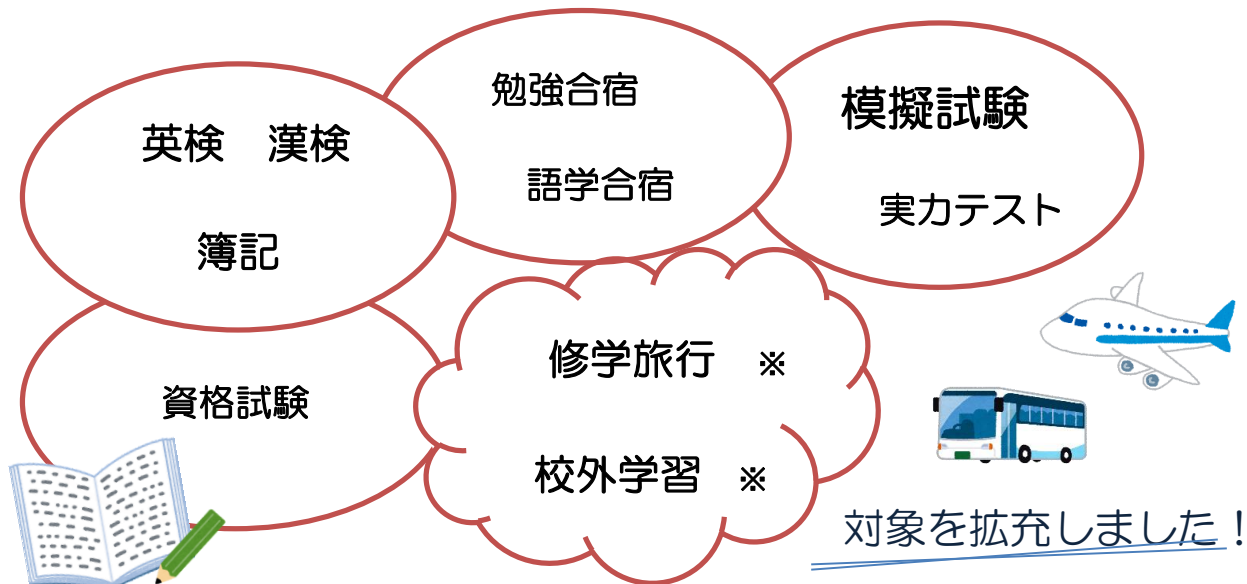 勉強合宿
語学合宿
模擬試験
実力テスト
英検　漢検
簿記
資格試験
修学旅行　※
校外学習　※
対象を拡充しました！